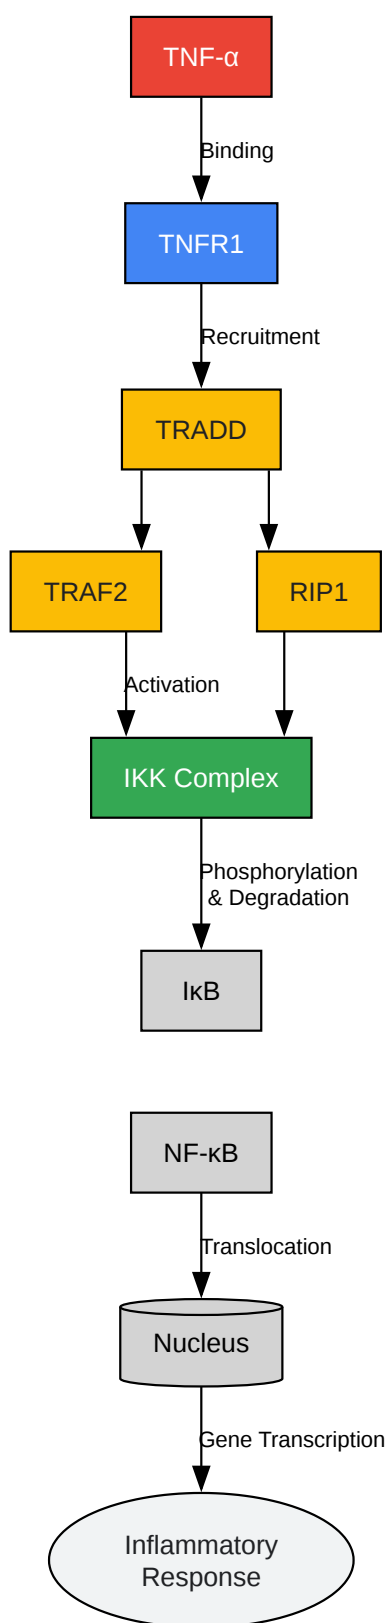 TNF-α
Binding
TNFR1
Recruitment
TRADD
TRAF2
RIP1
Activation
IKK Complex
Phosphorylation
& Degradation
IκB
NF-κB
Translocation
Nucleus
Gene Transcription
Inflammatory
Response